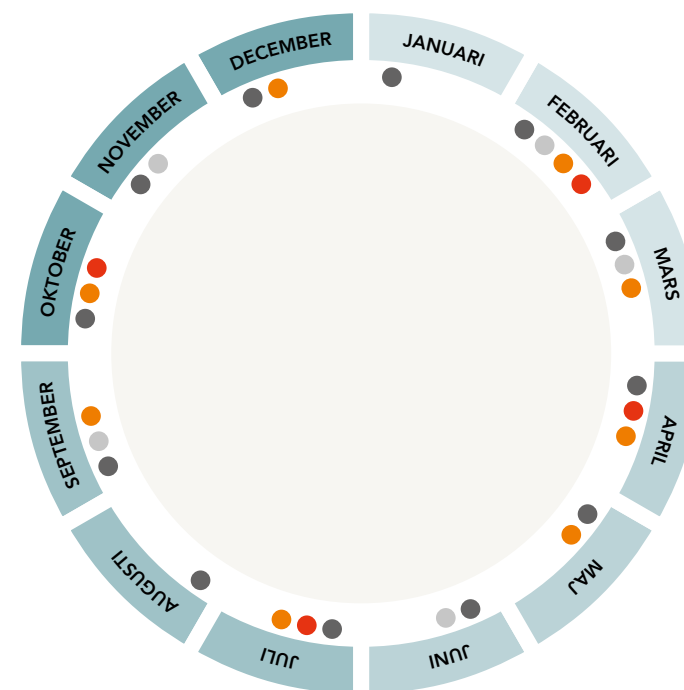 JANUARI
FEBRUARI
MARS
APRIL
MAJ
JUNI
JULI
AUGUSTI
SEPTEMBER
OKTOBER
NOVEMBER
DECEMBER